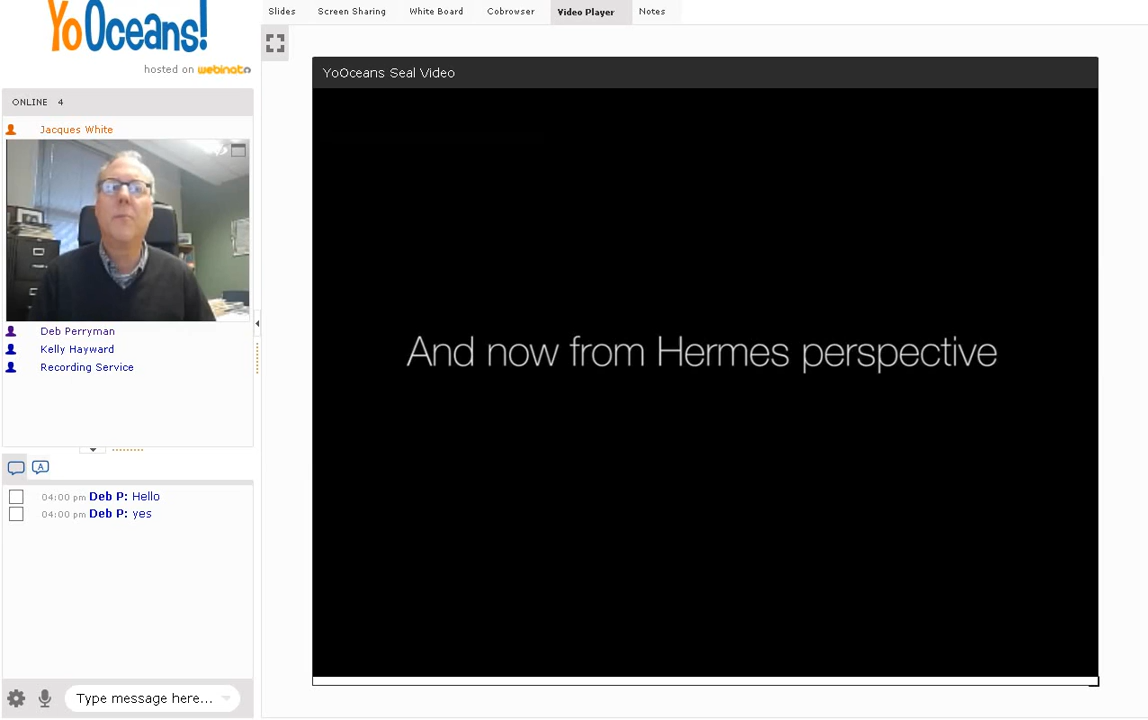 YoOceans!
hosted on webinato
ONLINE 4
Jacques White
Deb Perryman
Kelly Hayward
Recording Service
A
04:00 pm Deb P: Hello
04:00 pm Deb P: yes
Type message here...
Slides Screen Sharing White Board Cobrowser Video Player Notes
YoOceans Seal Video
And now from Hermes perspective